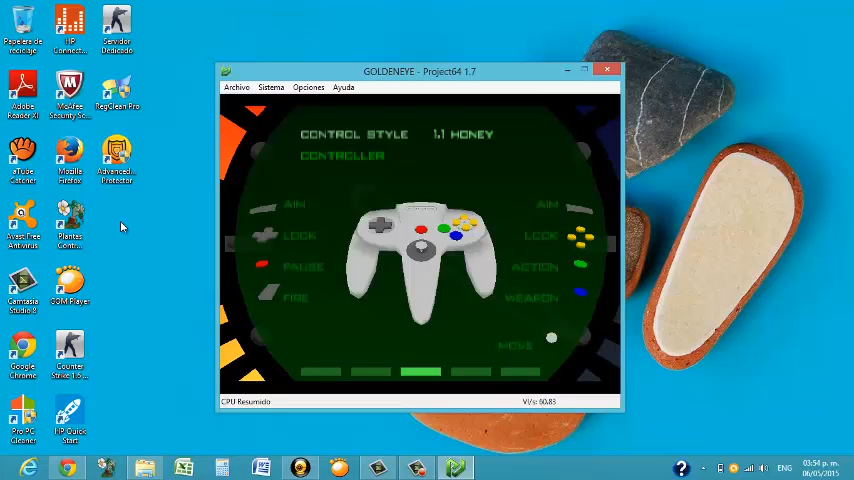 Papelera de
reciclaje
HP
Connect...
Servidor
Dedicado
Adobe
Reader XI
McAfee
Security Sc...
RegClean Pro
aTube
Catcher
Mozilla
Firefox
Advanced...
Protector
Avast Free
Antivirus
Plantas
Contr...
Camtasia
Studio 8
GOM Player
Google
Chrome
Counter
Strike 1.6 ...
Pro PC
Cleaner
HP Quick
Start
GOLDENEYE - Project64 1.7
Archivo Sistema Opciones Ayuda
CONTROL STYLE 1.1 HONEY
CONTROLLER
AIM AIM
LOOK LOOK
PAUSE ACTION
FIRE WEAPON
MOVE
CPU Resumido VI/s: 60.83
ENG
03:54 p. m.
06/05/2015